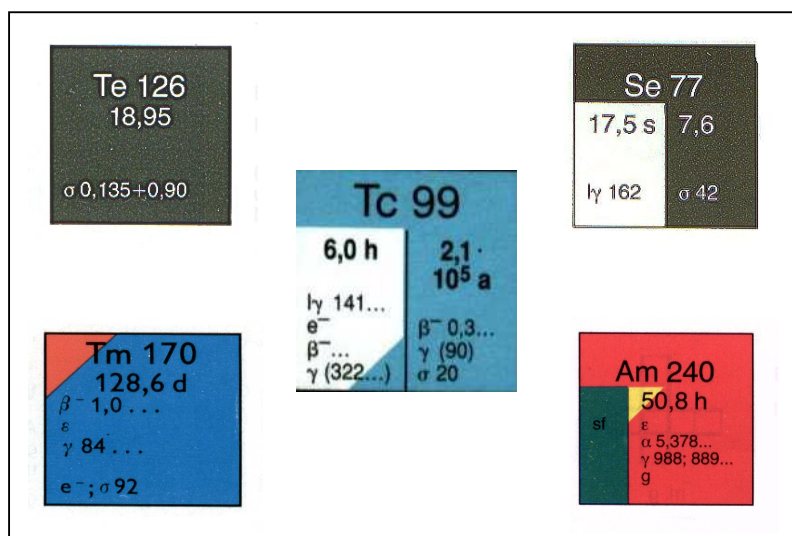 Te 126
18,95
σ 0,135+0,90
Se 77
17,5 s
Iγ 162
7,6
σ 42
Tc 99
6,0 h
Iγ 141...
e⁻
β⁻...
γ (322...)
2,1 ·
10⁵ a
β⁻ 0,3...
γ (90)
σ 20
Tm 170
128,6 d
β⁻ 1,0 ...
ε
γ 84 ...
e⁻; σ 92
Am 240
sf
50,8 h
ε
α 5,378...
γ 988; 889...
g